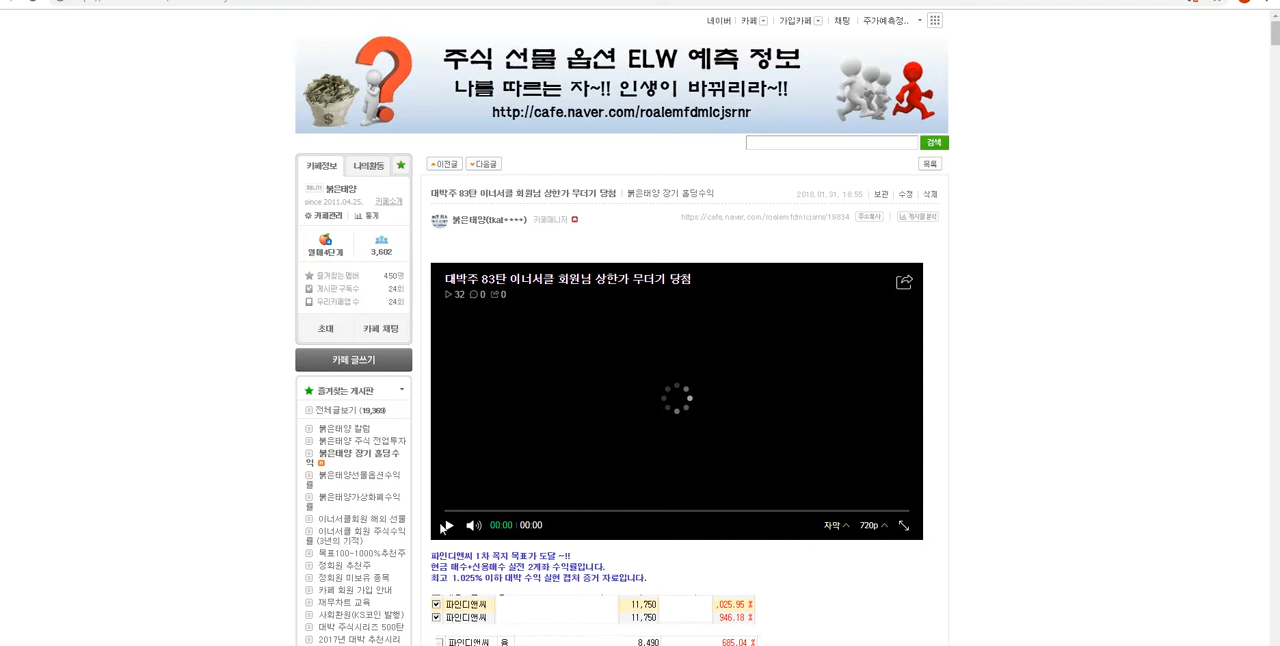 네이버 카페 가입카페 채팅 주가예측정..
주식 선물 옵션 ELW 예측 정보
나를 따르는 자~!! 인생이 바뀌리라~!!
http://cafe.naver.com/roalemfdmlcjsrnr
검색
카페정보 나의활동
이전글 다음글 목록
매니저 붉은태양
since 2011.04.25. 카페소개
카페관리 통계
열매4단계 3,602
즐겨찾는 멤버 450명
게시판 구독수 24회
우리카페앱 수 24회
초대 카페 채팅
카페 글쓰기
즐겨찾는 게시판
전체글보기 (19,369)
붉은태양 칼럼
붉은태양 주식 전업투자
붉은태양 장기 홀딩수
익
붉은태양선물옵션수익
률
붉은태양가상화폐수익
률
이너서클회원 해외 선물
이너서클 회원 주식수익
률 (3년의 기적)
목표100-1000%추천주
정회원 추천주
정회원 미보유 종목
카페 회원 가입 안내
재무차트 교육
사회환원(KS코인 발행)
대박 주식시리즈 500탄
2017년 대박 추천시리
대박주 83탄 이너서클 회원님 상한가 무더기 당첨 붉은태양 장기 홀딩수익
2018.01.31. 18:55 보관 수정 삭제
붉은태양(tkat****) 카페매니저
https://cafe.naver.com/roalemfdmlcjsrnr/19834 주소복사 게시글 분석
대박주 83탄 이너서클 회원님 상한가 무더기 당첨
32 0 0
00:00 00:00 자막 720p
파인디앤씨 1차 쪽지 목표가 도달 ~!!
현금 매수+신용매수 실전 2계좌 수익률입니다.
최고 1.025% 이하 대박 수익 실현 캡쳐 증거 자료입니다.
파인디앤씨 11,750 ,025.95 %
파인디앤씨 11,750 946.18 %
파인디앤씨 융 8,490 685.04 %